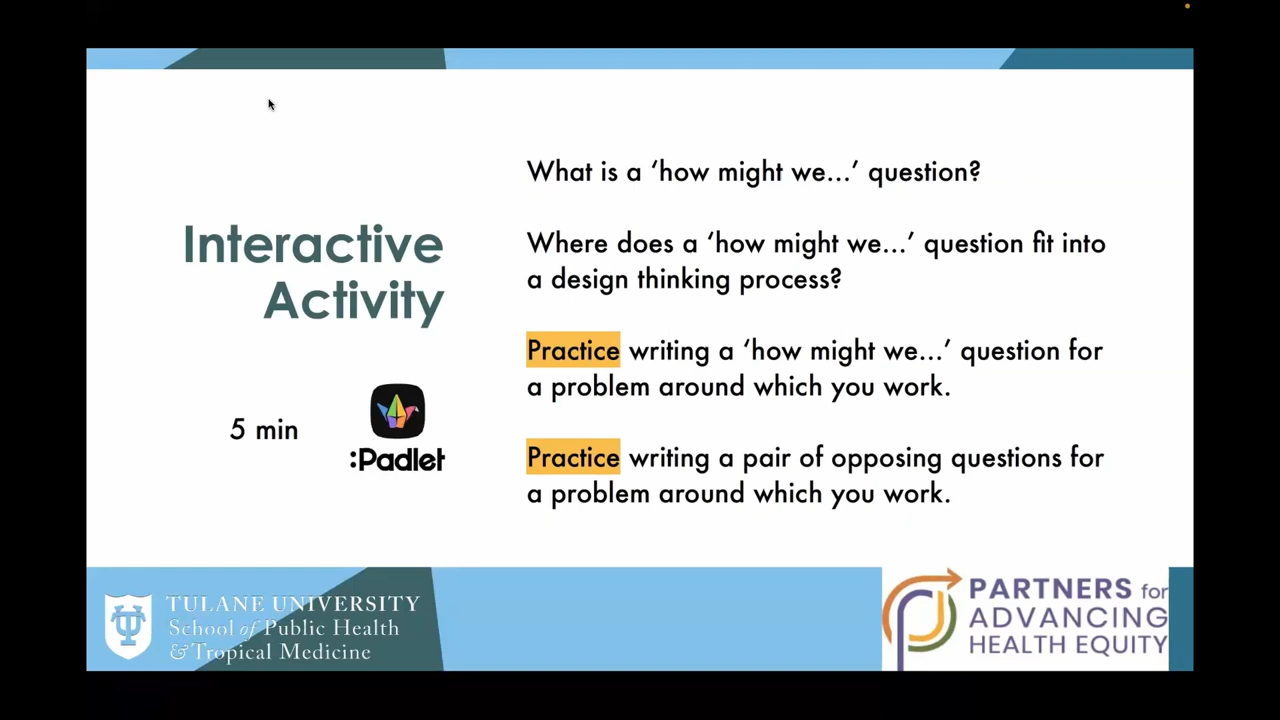 Interactive
Activity
5 min
:Padlet
What is a ‘how might we...’ question?
Where does a ‘how might we...’ question fit into
a design thinking process?
Practice writing a ‘how might we...’ question for
a problem around which you work.
Practice writing a pair of opposing questions for
a problem around which you work.
TULANE UNIVERSITY
School of Public Health
& Tropical Medicine
PARTNERS for
ADVANCING
HEALTH EQUITY